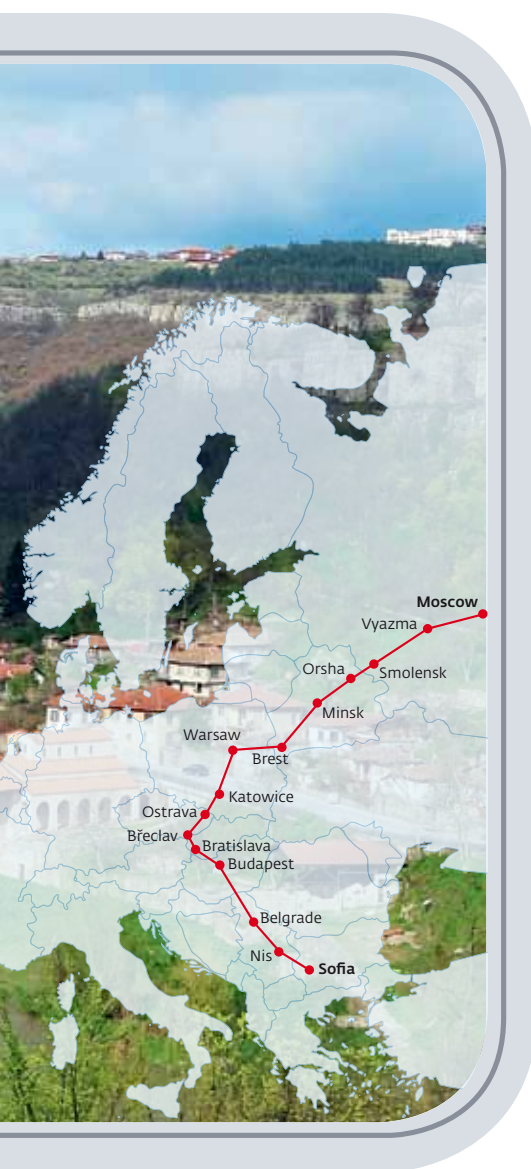 Moscow
Vyazma
Smolensk
Orsha
Minsk
Warsaw
Brest
Katowice
Ostrava
Břeclav
Bratislava
Budapest
Belgrade
Nis
Sofia